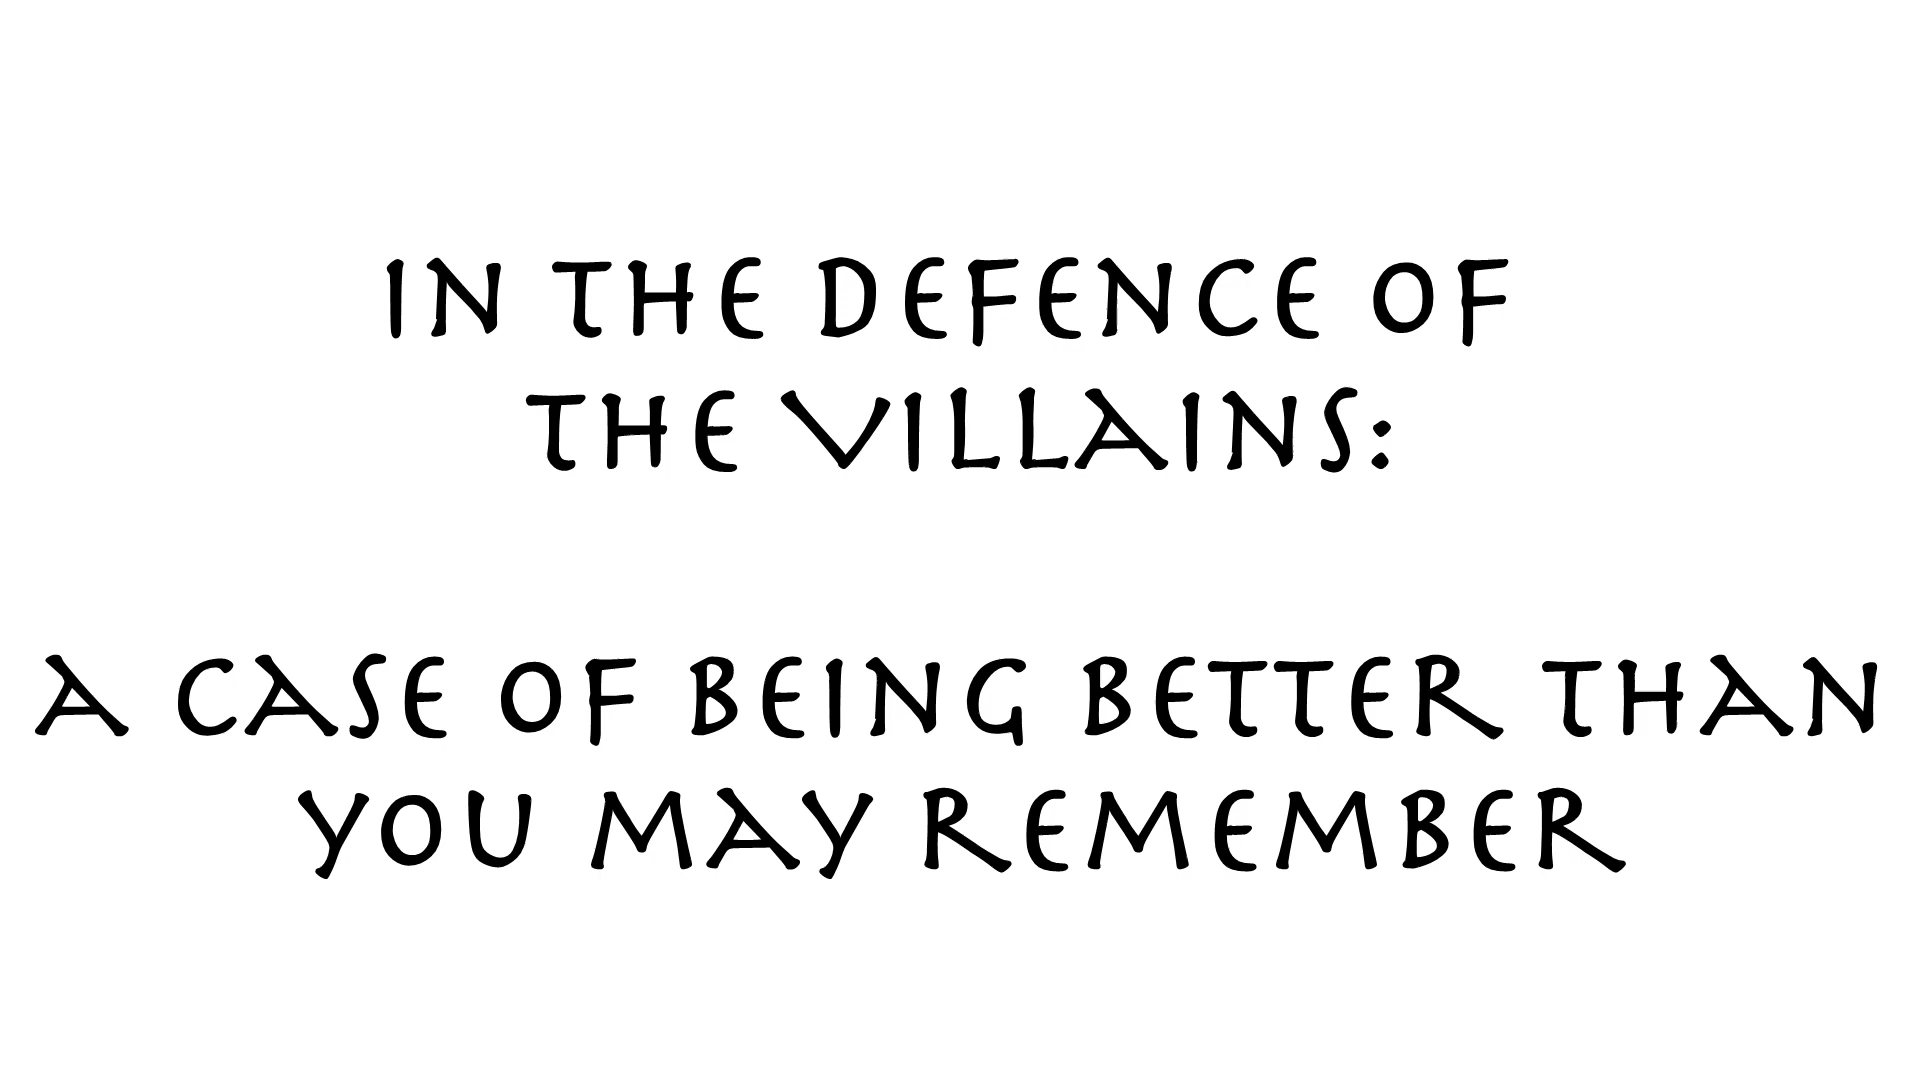 IN THE DEFENCE OF
THE VILLAINS:
A CASE OF BEING BETTER THAN
YOU MAY REMEMBER